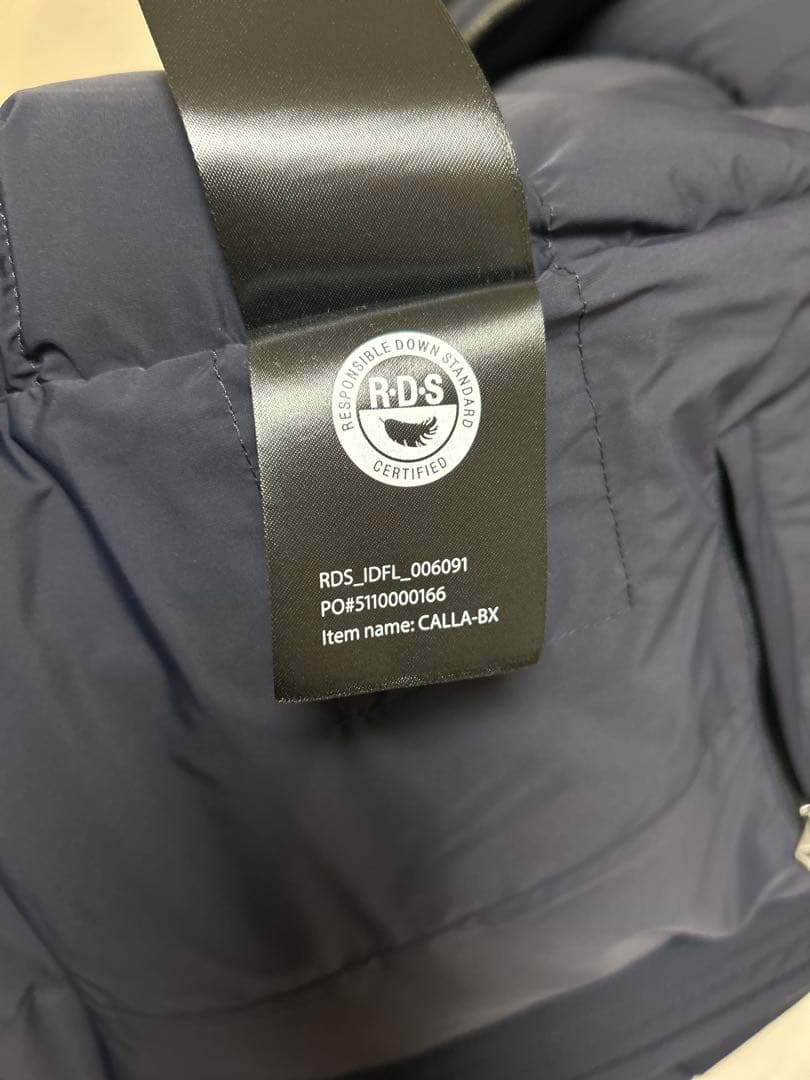 RESPONSIBLE DOWN STANDARD
R·D·S
CERTIFIED
RDS_IDFL_006091
PO#5110000166
Item name: CALLA-BX